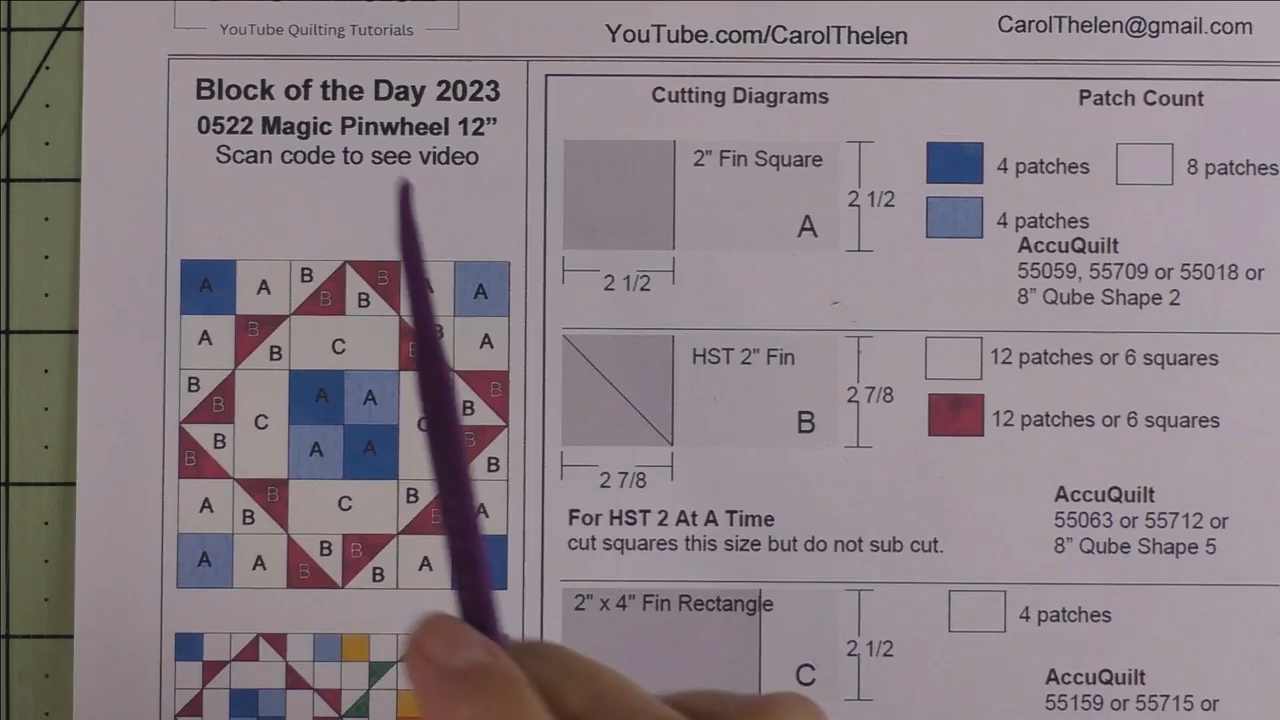 YouTube Quilting Tutorials
YouTube.com/CarolThelen
CarolThelen@gmail.com
Block of the Day 2023
0522 Magic Pinwheel 12”
Scan code to see video
A A B B B B A
A B B C B A
B B C A A B B
B B A A B B
A B B C B B A
A A B B B B A
Cutting Diagrams
Patch Count
2" Fin Square
A
2 1/2
2 1/2
4 patches
8 patches
4 patches
AccuQuilt
55059, 55709 or 55018 or
8” Qube Shape 2
HST 2" Fin
B
2 7/8
2 7/8
12 patches or 6 squares
12 patches or 6 squares
For HST 2 At A Time
cut squares this size but do not sub cut.
AccuQuilt
55063 or 55712 or
8” Qube Shape 5
2" x 4" Fin Rectangle
C
2 1/2
4 patches
AccuQuilt
55159 or 55715 or